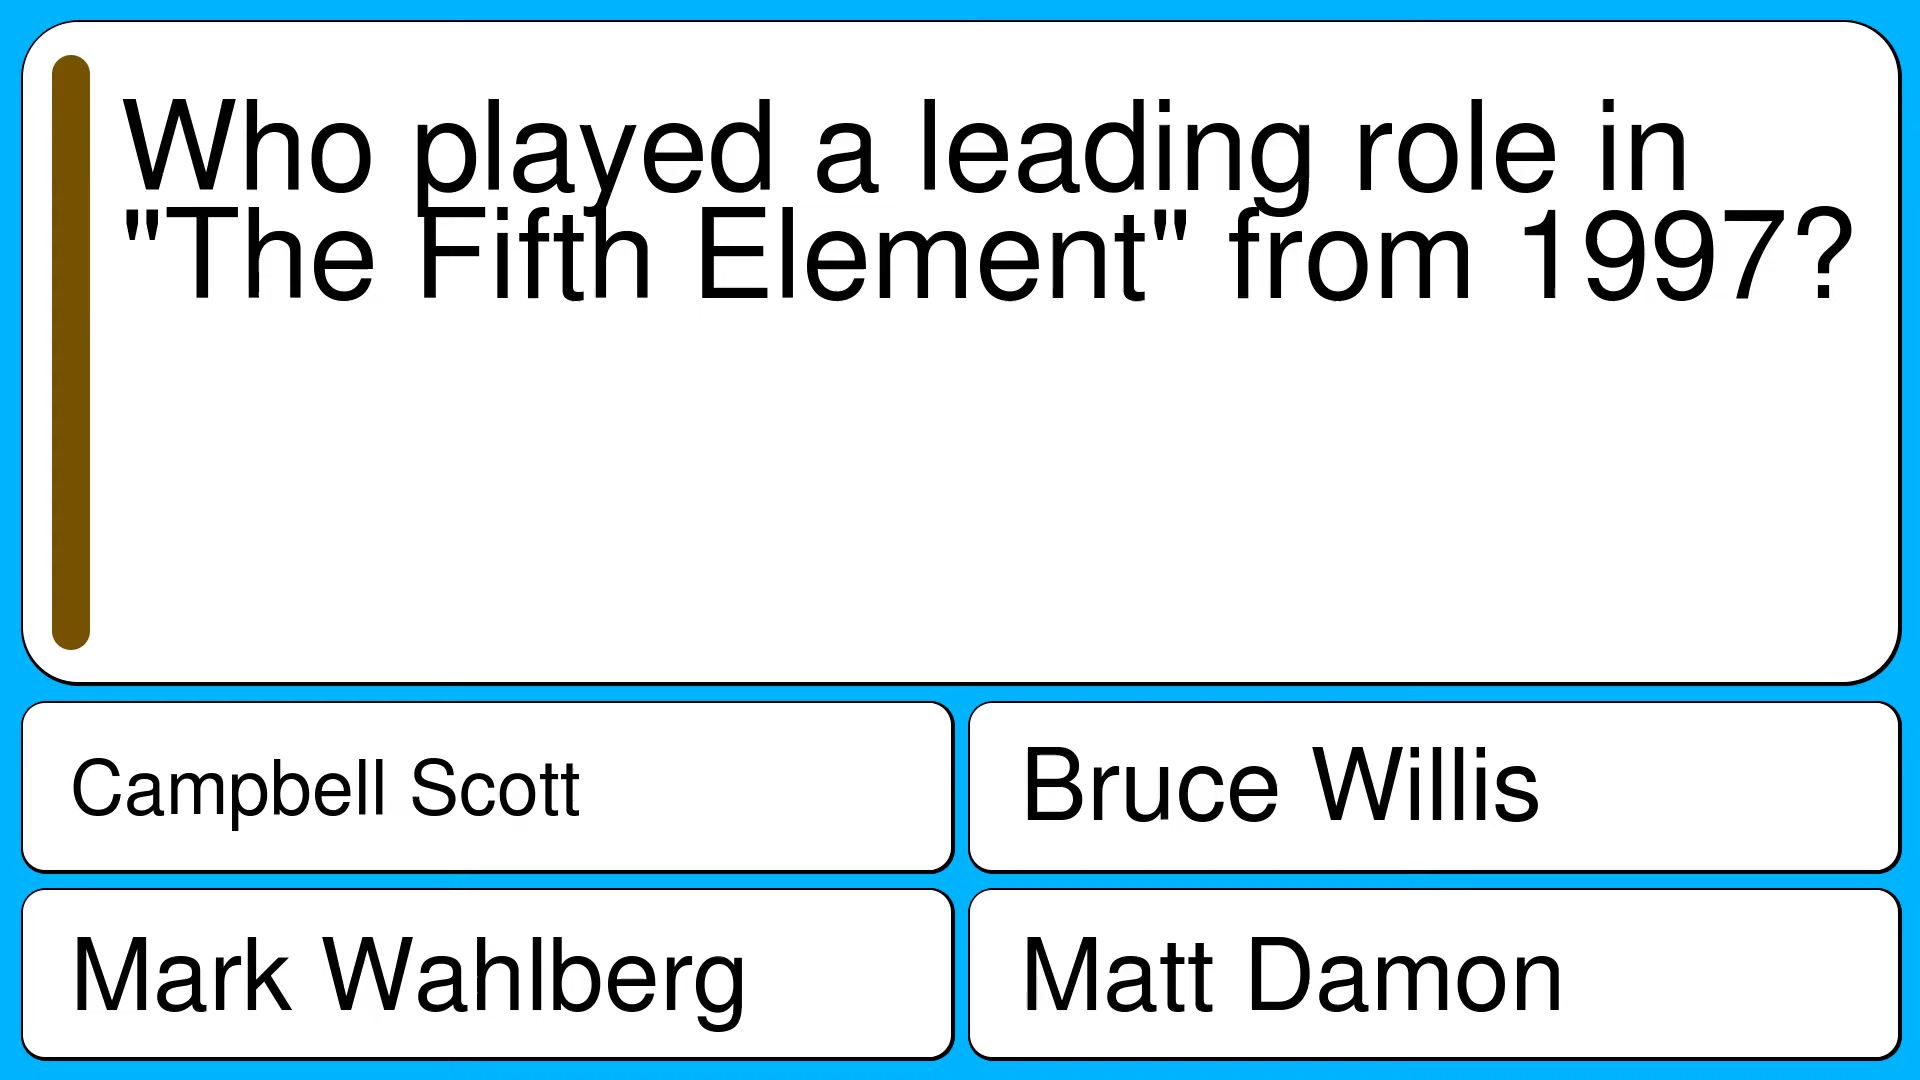 Who played a leading role in
"The Fifth Element" from 1997?
Campbell Scott
Bruce Willis
Mark Wahlberg
Matt Damon